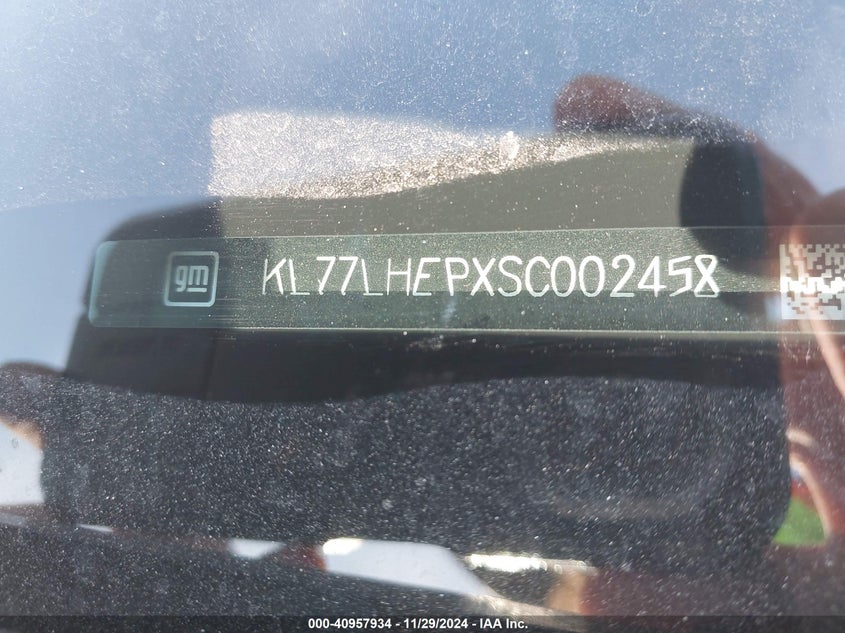 gm KL77LHEPXSC002458
000-40957934 - 11/29/2024 - IAA Inc.